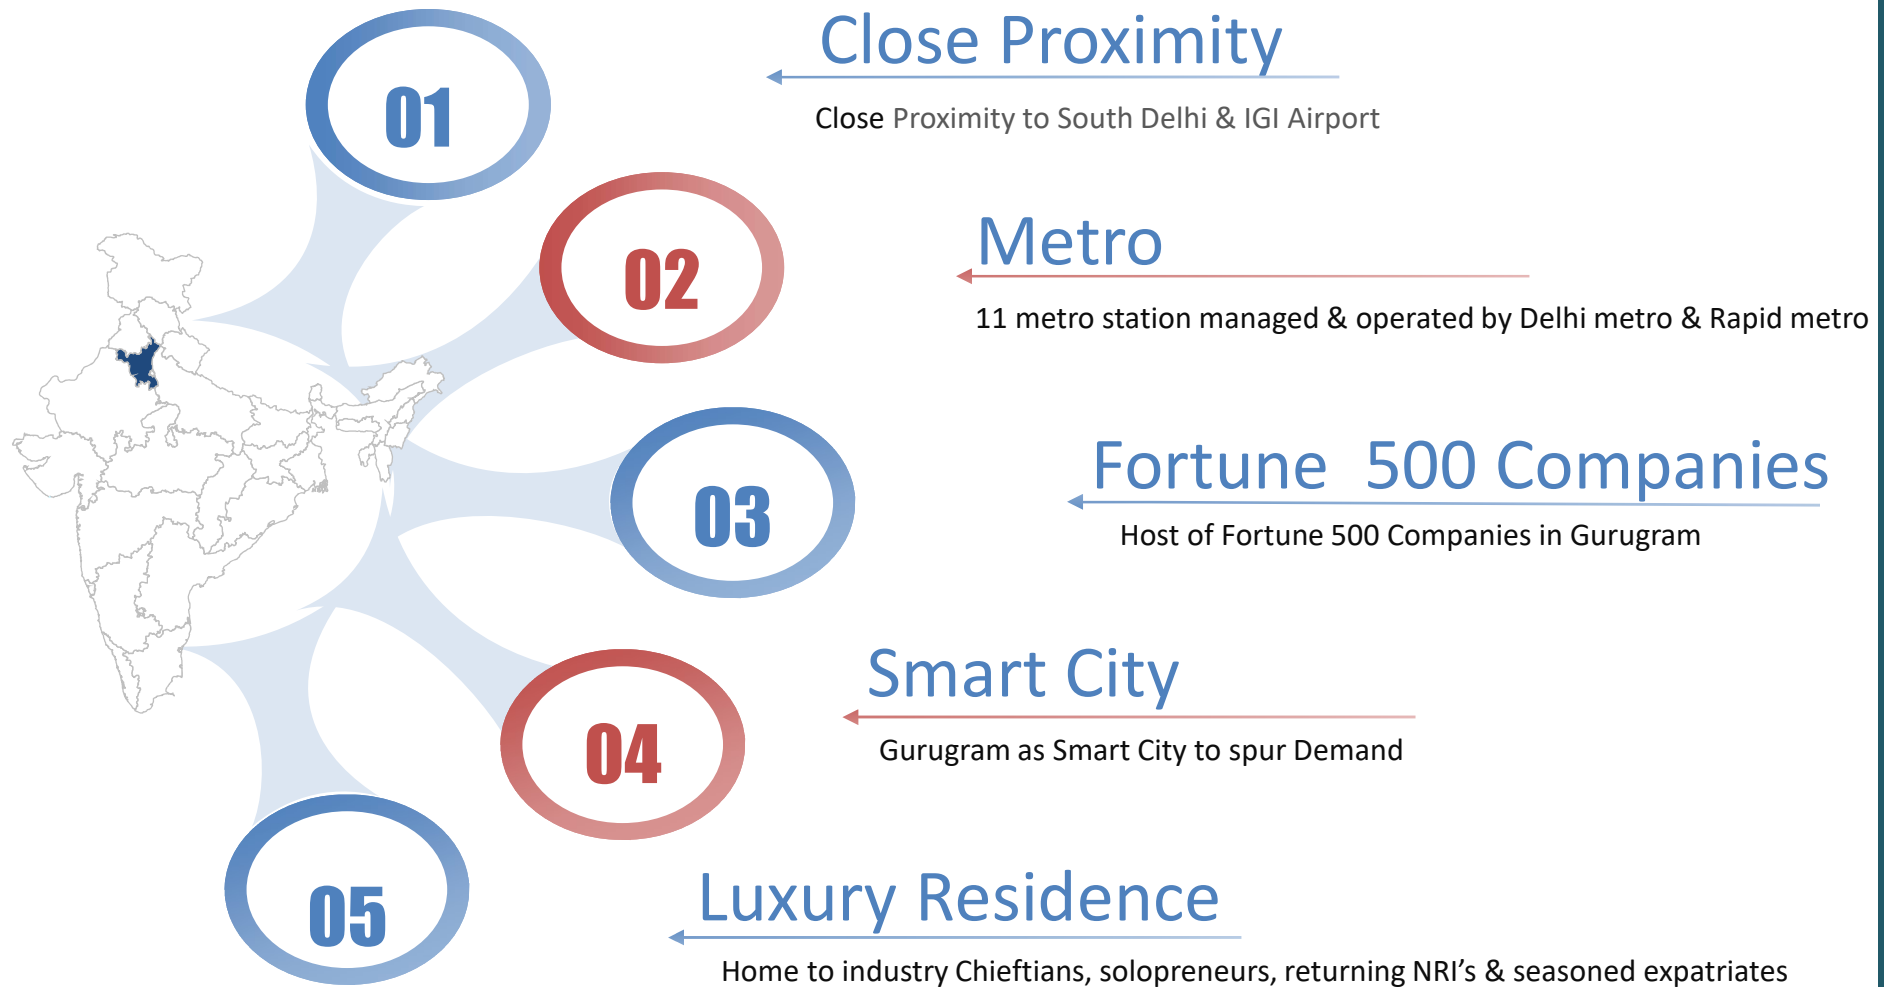 01
Close Proximity
Close Proximity to South Delhi & IGI Airport
02
Metro
11 metro station managed & operated by Delhi metro & Rapid metro
03
Fortune 500 Companies
Host of Fortune 500 Companies in Gurugram
04
Smart City
Gurugram as Smart City to spur Demand
05
Luxury Residence
Home to industry Chieftians, solopreneurs, returning NRI’s & seasoned expatriates